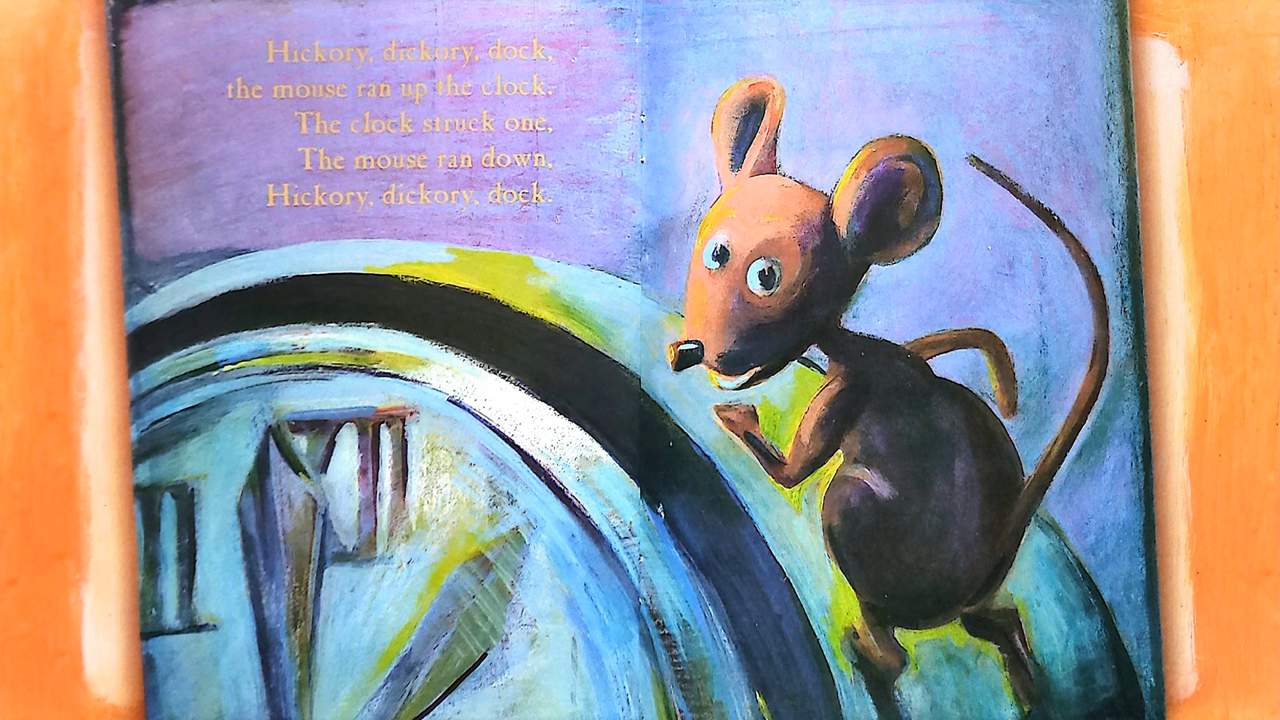 Hickory, dickory, dock,
the mouse ran up the clock.
The clock struck one,
The mouse ran down,
Hickory, dickory, dock.